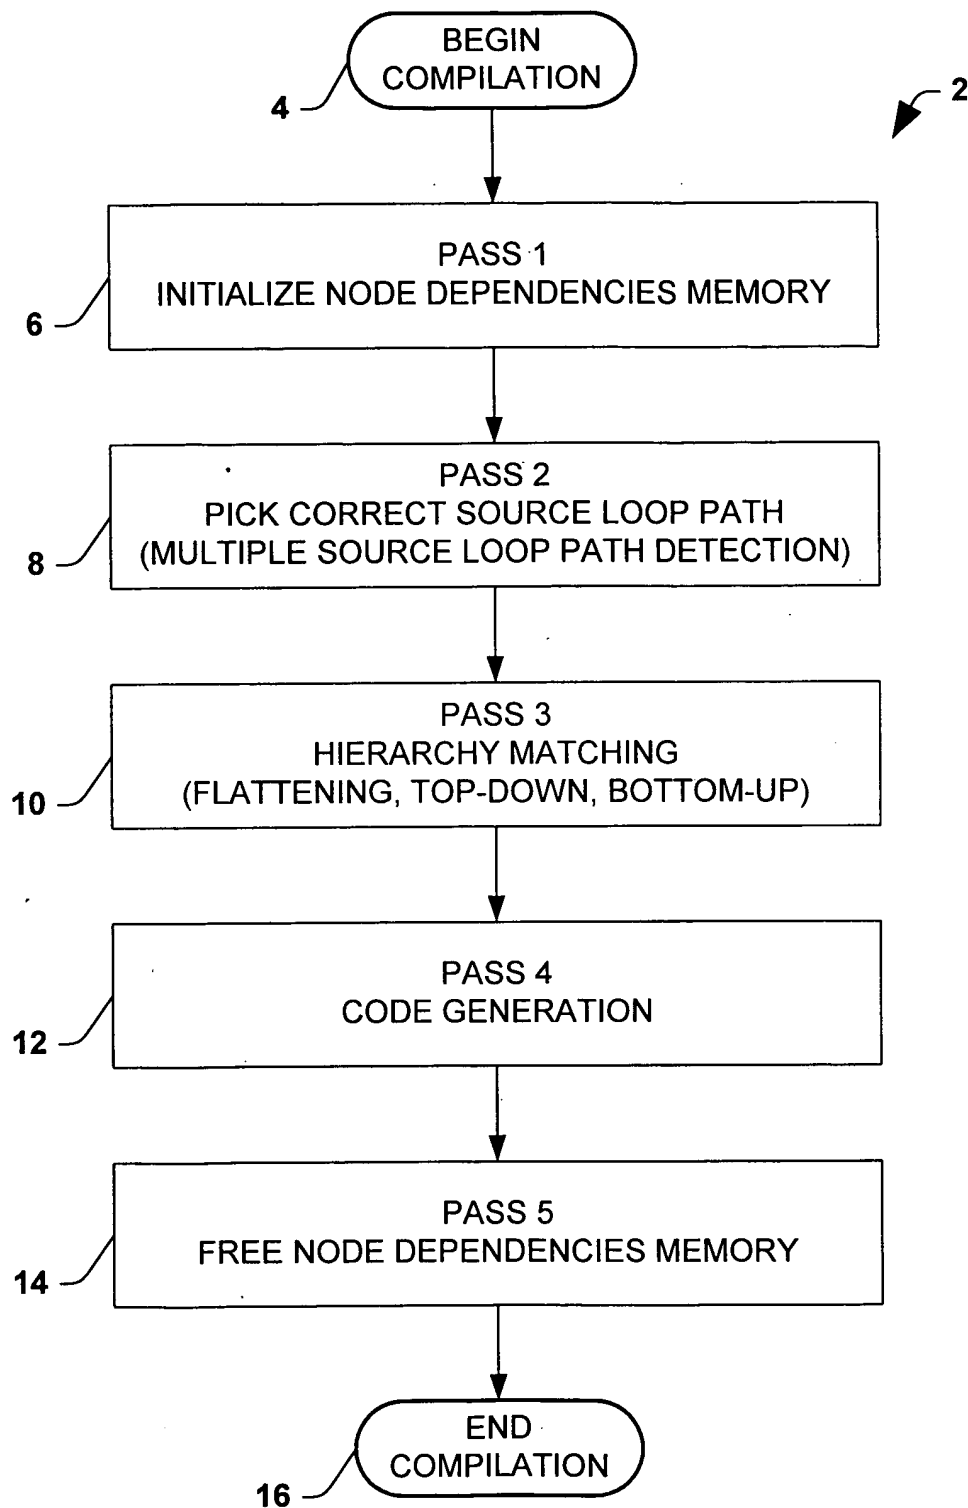 BEGIN
COMPILATION
4
2
PASS 1
INITIALIZE NODE DEPENDENCIES MEMORY
6
PASS 2
PICK CORRECT SOURCE LOOP PATH
(MULTIPLE SOURCE LOOP PATH DETECTION)
8
PASS 3
HIERARCHY MATCHING
(FLATTENING, TOP-DOWN, BOTTOM-UP)
10
PASS 4
CODE GENERATION
12
PASS 5
FREE NODE DEPENDENCIES MEMORY
14
END
COMPILATION
16